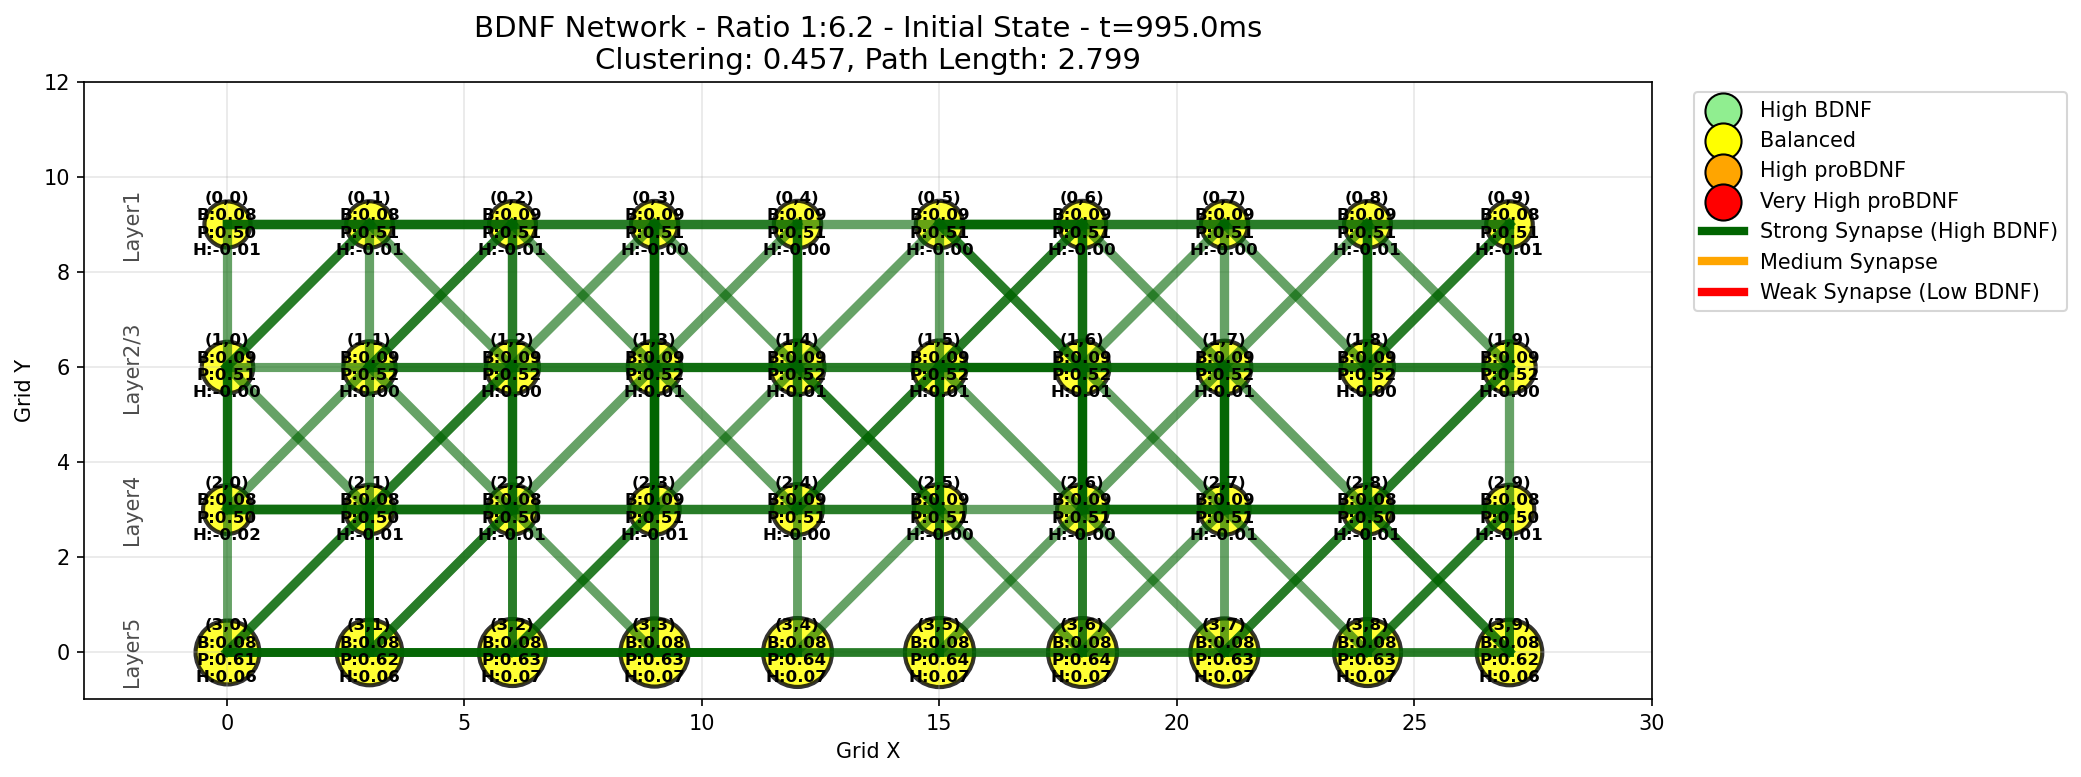 BDNF Network - Ratio 1:6.2 - Initial State - t=995.0ms
Clustering: 0.457, Path Length: 2.799
High BDNF
Balanced
High proBDNF
Very High proBDNF
Strong Synapse (High BDNF)
Medium Synapse
Weak Synapse (Low BDNF)
Grid Y
12
10
8
6
4
2
0
Layer1
(0,0) (0,1) (0,2) (0,3) (0,4) (0,5) (0,6) (0,7) (0,8) (0,9)
B:0.08 B:0.08 B:0.09 B:0.09 B:0.09 B:0.09 B:0.09 B:0.09 B:0.09 B:0.08
P:0.50 P:0.51 P:0.51 P:0.51 P:0.51 P:0.51 P:0.51 P:0.51 P:0.51 P:0.51
H:-0.01 H:-0.01 H:-0.01 H:-0.00 H:-0.00 H:-0.00 H:-0.00 H:-0.00 H:-0.01 H:-0.01
Layer2/3
(1,0) (1,1) (1,2) (1,3) (1,4) (1,5) (1,6) (1,7) (1,8) (1,9)
B:0.09 B:0.09 B:0.09 B:0.09 B:0.09 B:0.09 B:0.09 B:0.09 B:0.09 B:0.09
P:0.51 P:0.52 P:0.52 P:0.52 P:0.52 P:0.52 P:0.52 P:0.52 P:0.52 P:0.52
H:-0.00 H:0.00 H:0.00 H:0.01 H:0.01 H:0.01 H:0.01 H:0.01 H:0.00 H:0.00
Layer4
(2,0) (2,1) (2,2) (2,3) (2,4) (2,5) (2,6) (2,7) (2,8) (2,9)
B:0.08 B:0.08 B:0.08 B:0.09 B:0.09 B:0.09 B:0.09 B:0.09 B:0.08 B:0.08
P:0.50 P:0.50 P:0.50 P:0.51 P:0.51 P:0.51 P:0.51 P:0.51 P:0.50 P:0.50
H:-0.02 H:-0.01 H:-0.01 H:-0.01 H:-0.00 H:-0.00 H:-0.00 H:-0.01 H:-0.01 H:-0.01
Layer5
(3,0) (3,1) (3,2) (3,3) (3,4) (3,5) (3,6) (3,7) (3,8) (3,9)
B:0.08 B:0.08 B:0.08 B:0.08 B:0.08 B:0.08 B:0.08 B:0.08 B:0.08 B:0.08
P:0.61 P:0.62 P:0.63 P:0.63 P:0.64 P:0.64 P:0.64 P:0.63 P:0.63 P:0.62
H:0.06 H:0.06 H:0.07 H:0.07 H:0.07 H:0.07 H:0.07 H:0.07 H:0.07 H:0.06
0 5 10 15 20 25 30
Grid X